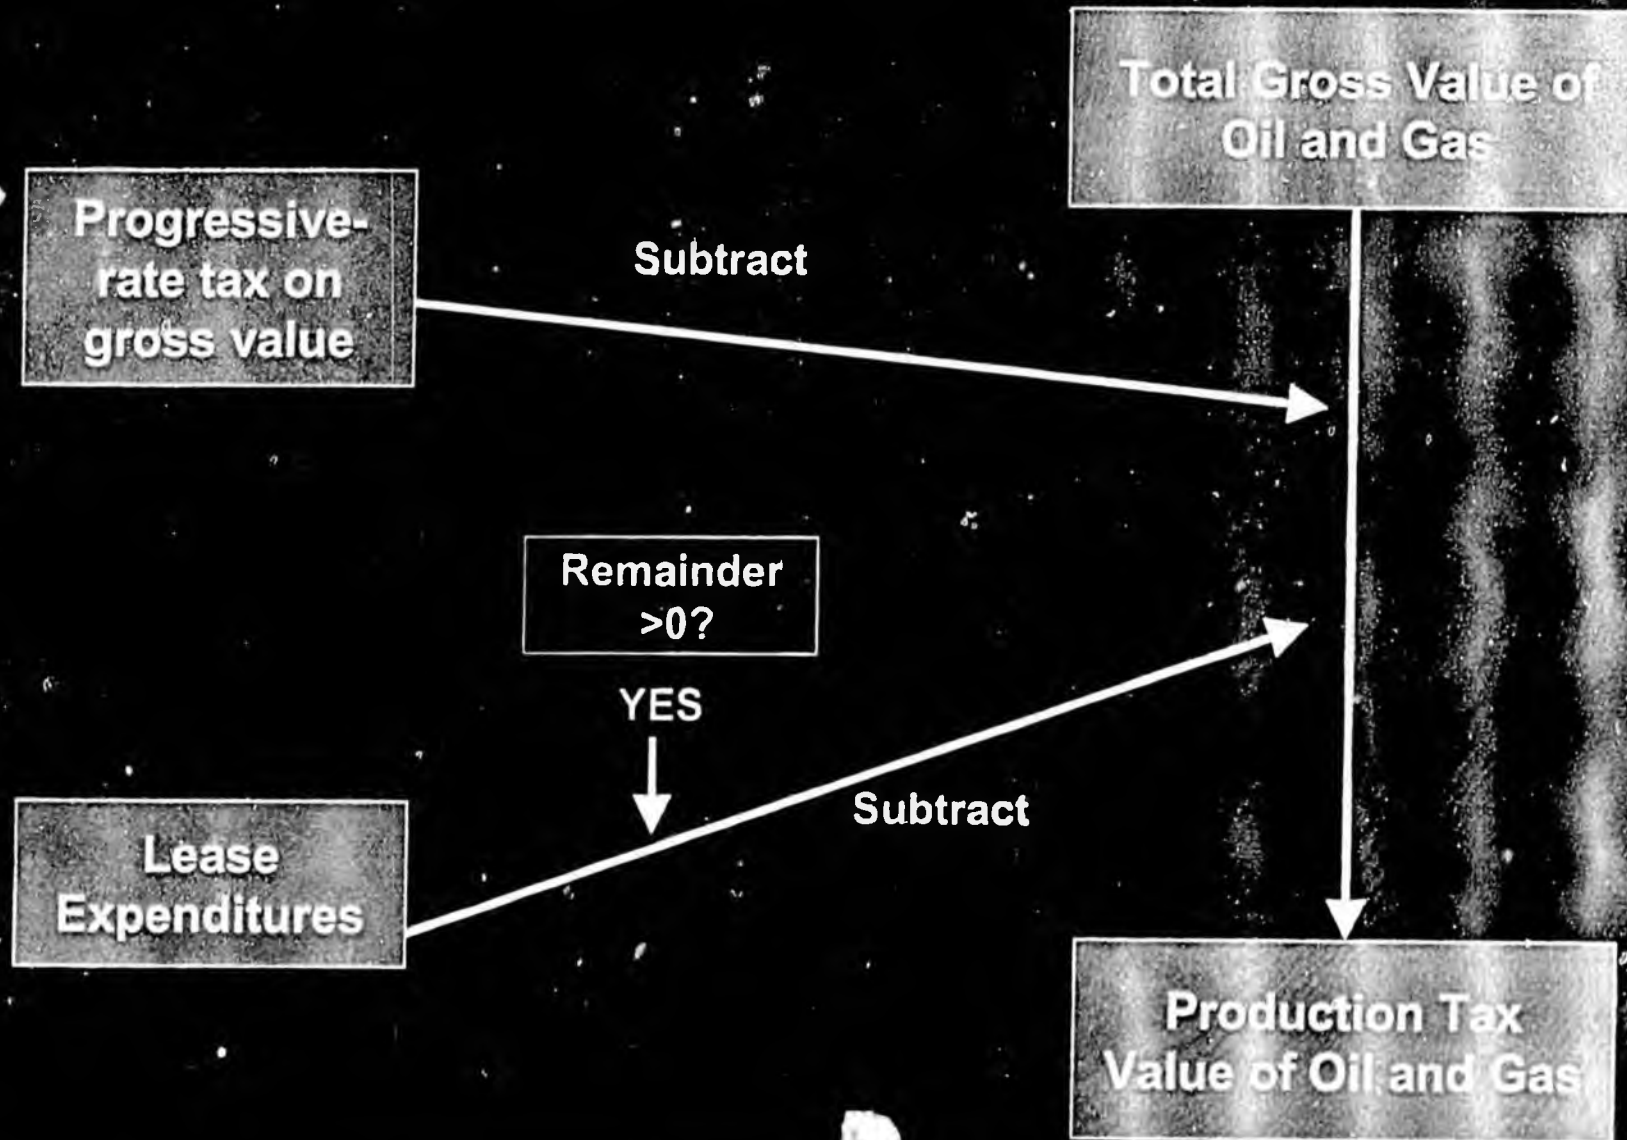 Total Gross Value of
Oil and Gas
Progressive-
rate tax on
gross value
Subtract
Remainder
>0?
YES
Subtract
Lease
Expenditures
Production Tax
Value of Oil and Gas